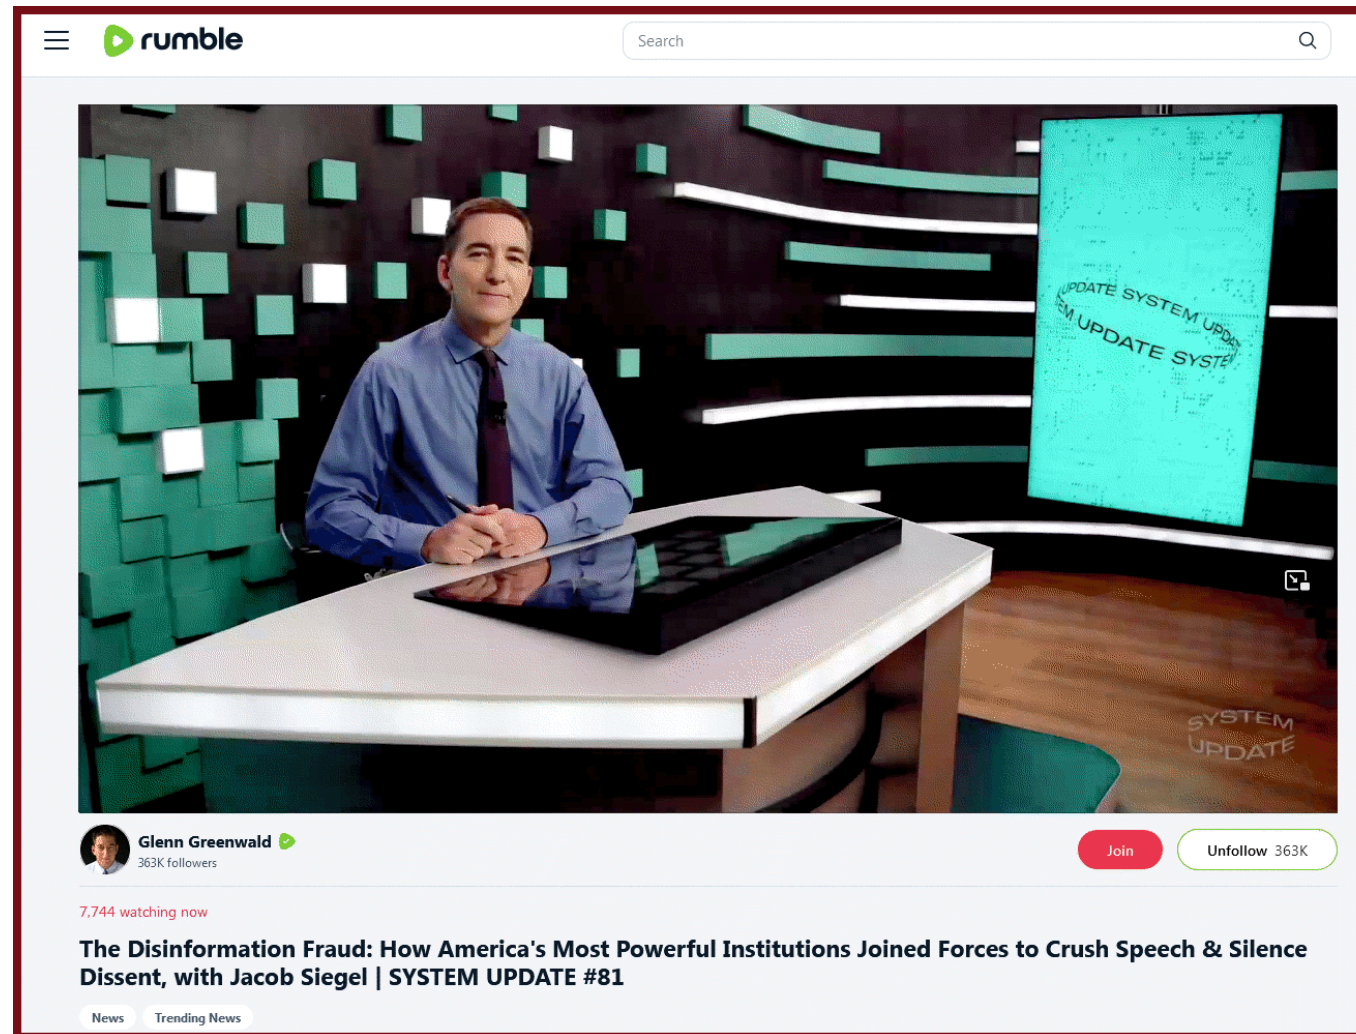 rumble
Search
UPDATE SYSTEM UPDA
EM UPDATE SYSTE
SYSTEM
UPDATE
Glenn Greenwald
363K followers
Join
Unfollow 363K
7,744 watching now
The Disinformation Fraud: How America's Most Powerful Institutions Joined Forces to Crush Speech & Silence
Dissent, with Jacob Siegel | SYSTEM UPDATE #81
News
Trending News